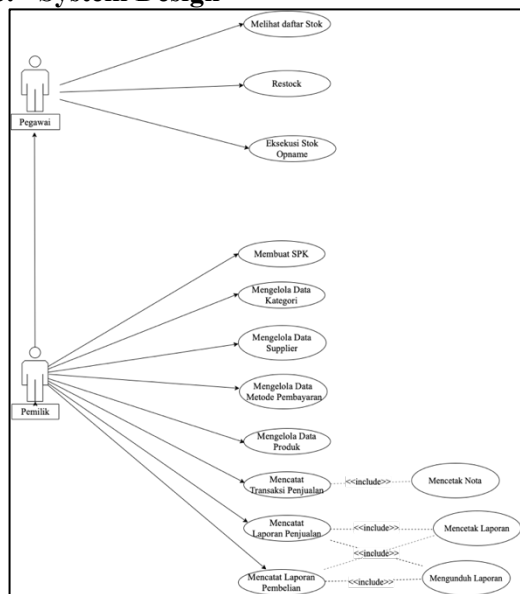 System Design
Melihat daftar Stok
Restock
Pegawai
Eksekusi Stok
Opname
Membuat SPK
Mengelola Data
Kategori
Mengelola Data
Supplier
Pemilik
Mengelola Data
Metode Pembayaran
Mengelola Data
Produk
Mencatat
Transaksi Penjualan
<<include>>
Mencetak Nota
Mencatat
Laporan Penjualan
<<include>>
Mencetak Laporan
<<include>>
Mencatat Laporan
Pembelian
<<include>>
Mengunduh Laporan